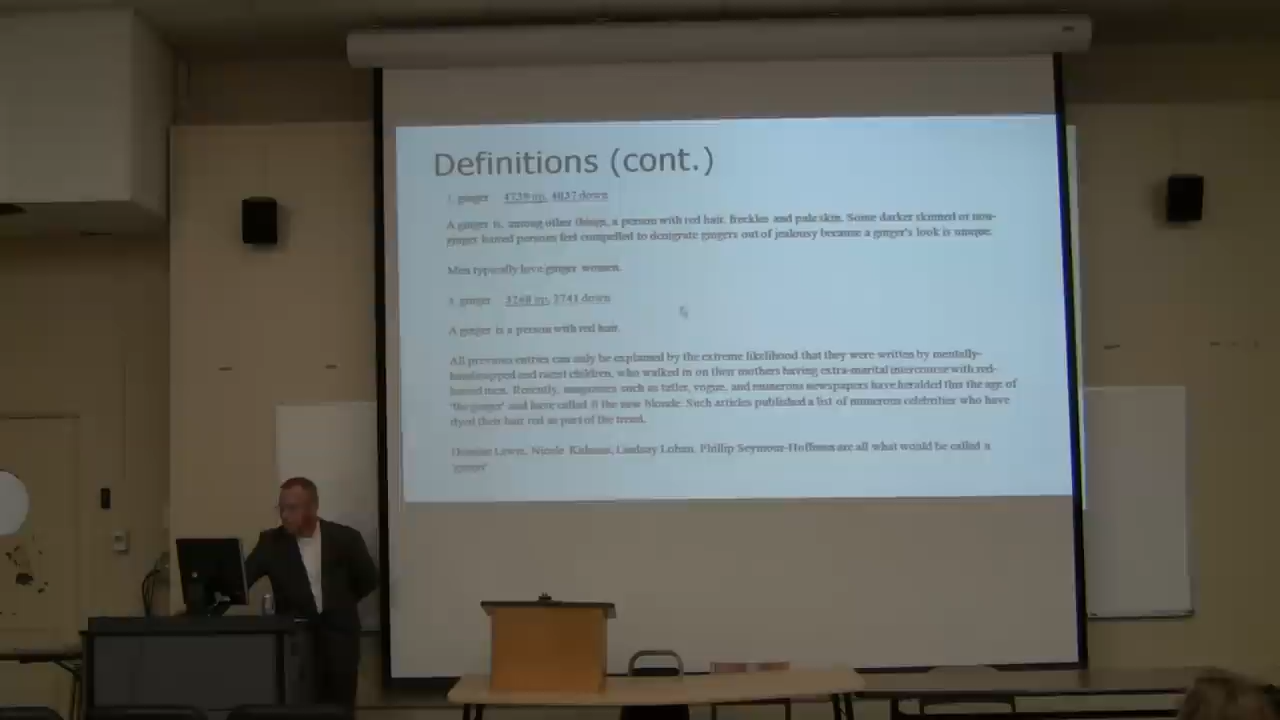 Definitions (cont.)
ginger 4739 up, 4037 down
A ginger is, among other things, a person with red hair, freckles and pale skin. Some darker skinned or non-
ginger haired persons feel compelled to denigrate gingers out of jealousy because a ginger's look is unique.
Men typically love ginger women.
ginger 3268 up, 2741 down
A ginger is a person with red hair.
All previous entries can only be explained by the extreme likelihood that they were written by mentally-
handicapped and racist children, who walked in on their mothers having extra-marital intercourse with red-
haired men. Recently, magazines such as tatler, vogue, and numerous newspapers have heralded this the age of
'the ginger' and have called it the new blonde. Such articles published a list of numerous celebrities who have
dyed their hair red as part of the trend.
Lewis, Nicole Kidman, Lindsay Lohan, Phillip Seymour-Hoffman are all what would be called a
'ginger'